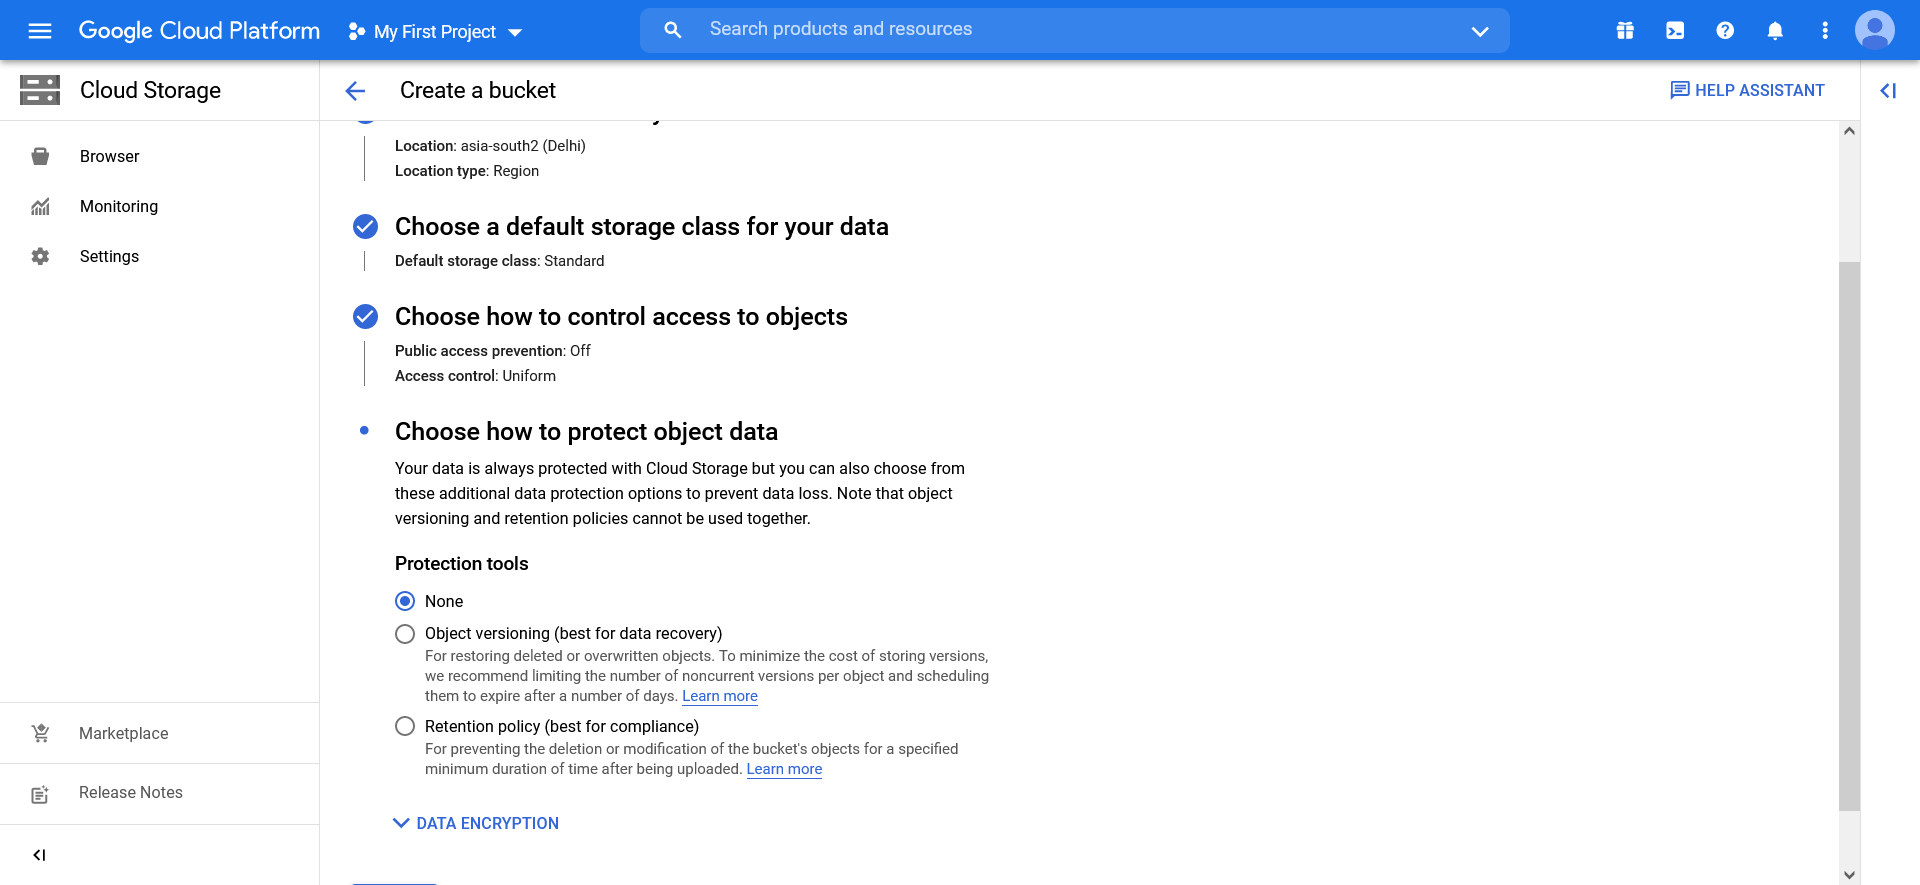 Google Cloud Platform
My First Project
Search products and resources
Cloud Storage
Create a bucket
HELP ASSISTANT
Browser
Monitoring
Settings
Marketplace
Release Notes
Location: asia-south2 (Delhi)
Location type: Region
Choose a default storage class for your data
Default storage class: Standard
Choose how to control access to objects
Public access prevention: Off
Access control: Uniform
Choose how to protect object data
Your data is always protected with Cloud Storage but you can also choose from
these additional data protection options to prevent data loss. Note that object
versioning and retention policies cannot be used together.
Protection tools
None
Object versioning (best for data recovery)
For restoring deleted or overwritten objects. To minimize the cost of storing versions,
we recommend limiting the number of noncurrent versions per object and scheduling
them to expire after a number of days. Learn more
Retention policy (best for compliance)
For preventing the deletion or modification of the bucket's objects for a specified
minimum duration of time after being uploaded. Learn more
DATA ENCRYPTION